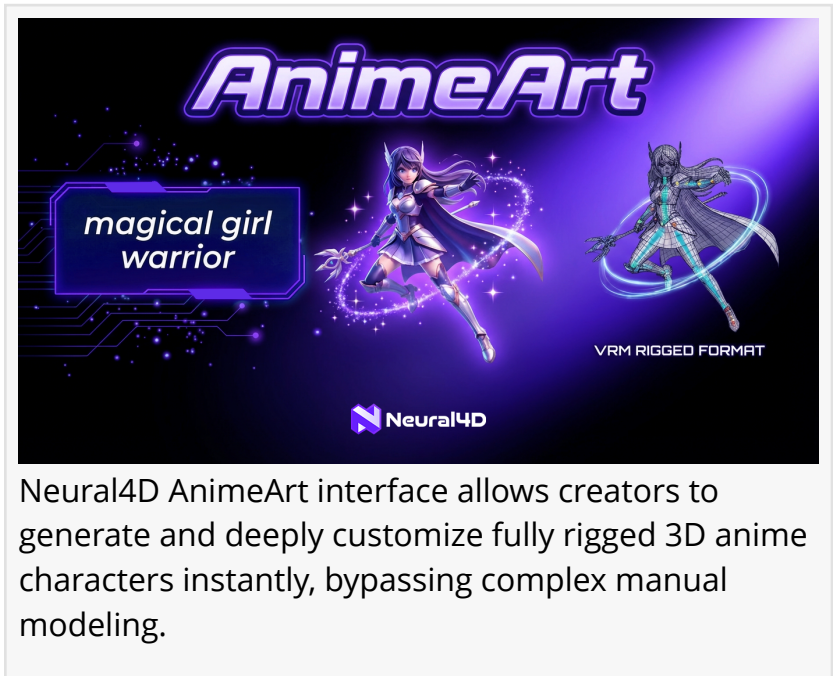 AnimeArt
magical girl
warrior
VRM RIGGED FORMAT
Neural4D
Neural4D AnimeArt interface allows creators to
generate and deeply customize fully rigged 3D anime
characters instantly, bypassing complex manual
modeling.